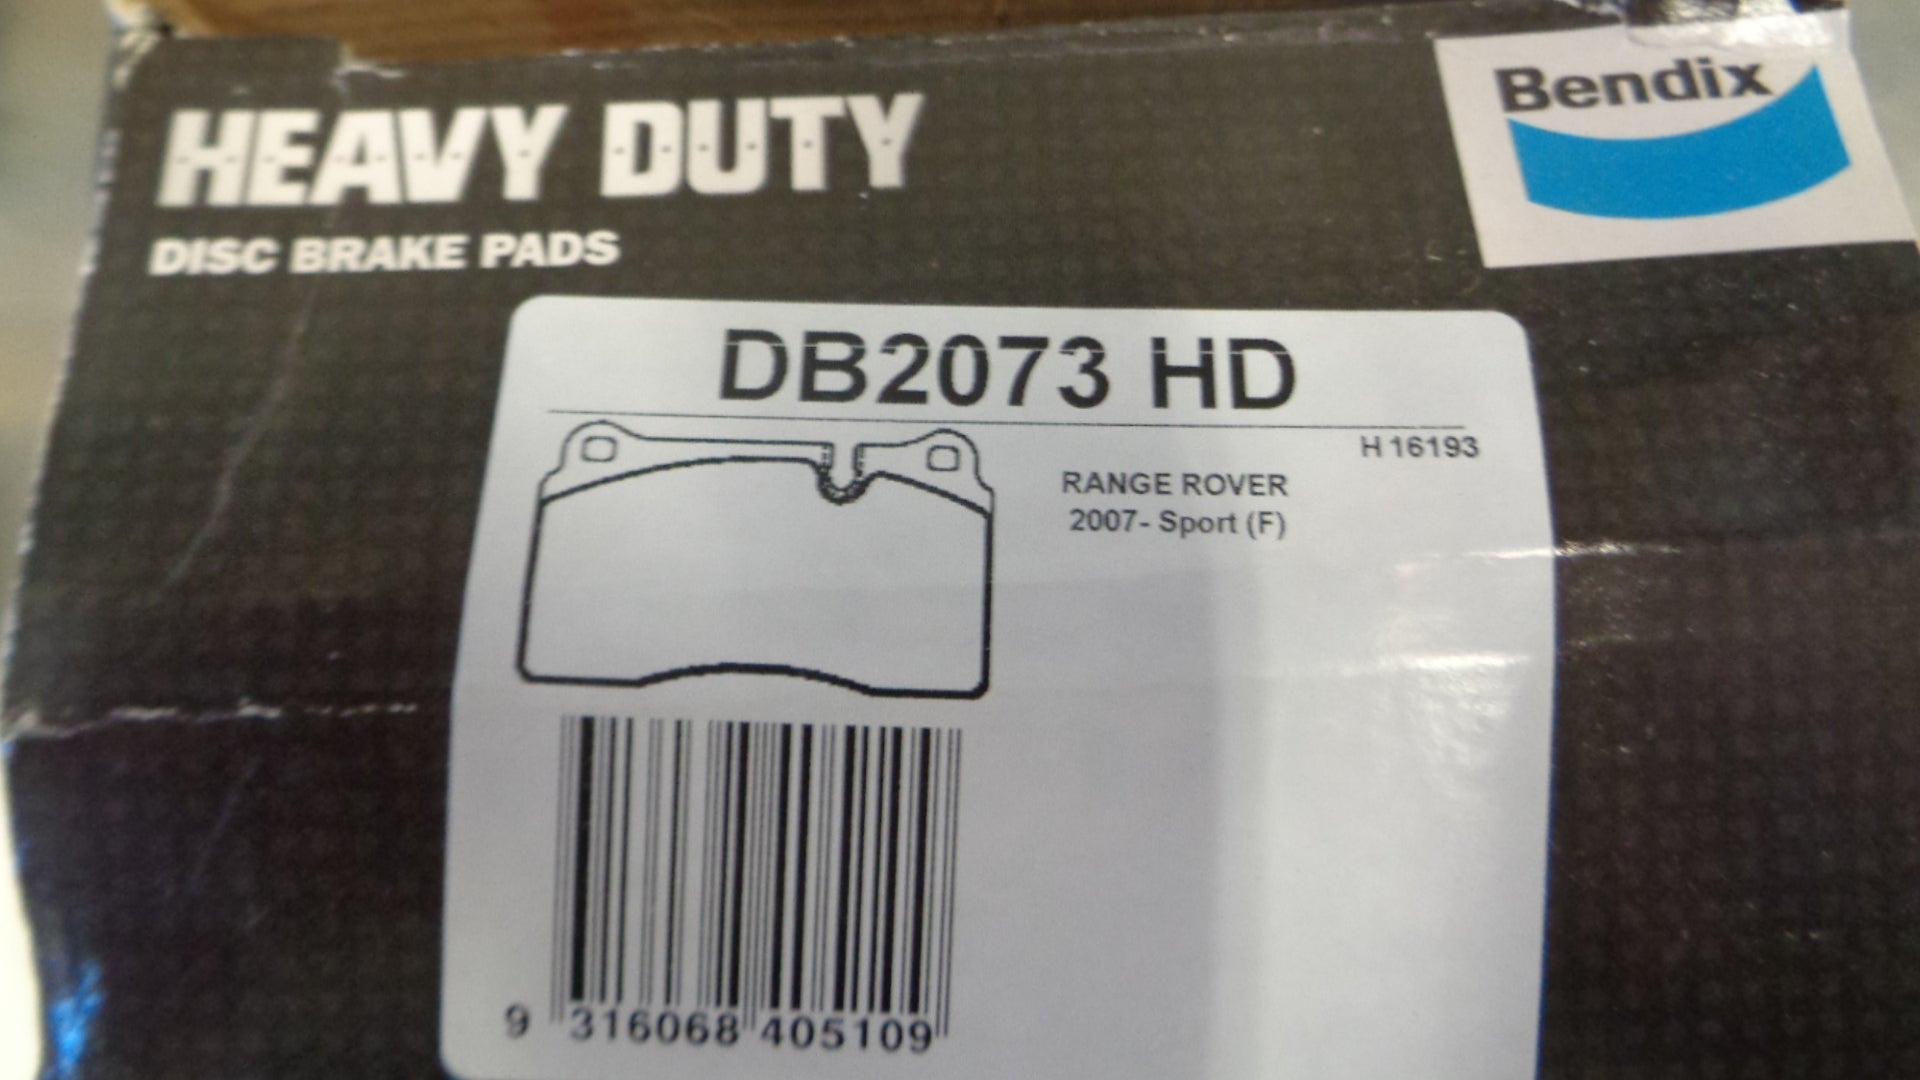 Bendix
HEAVY DUTY
DISC BRAKE PADS
DB2073 HD
H 16193
RANGE ROVER
2007- Sport (F)
9 316068 405109